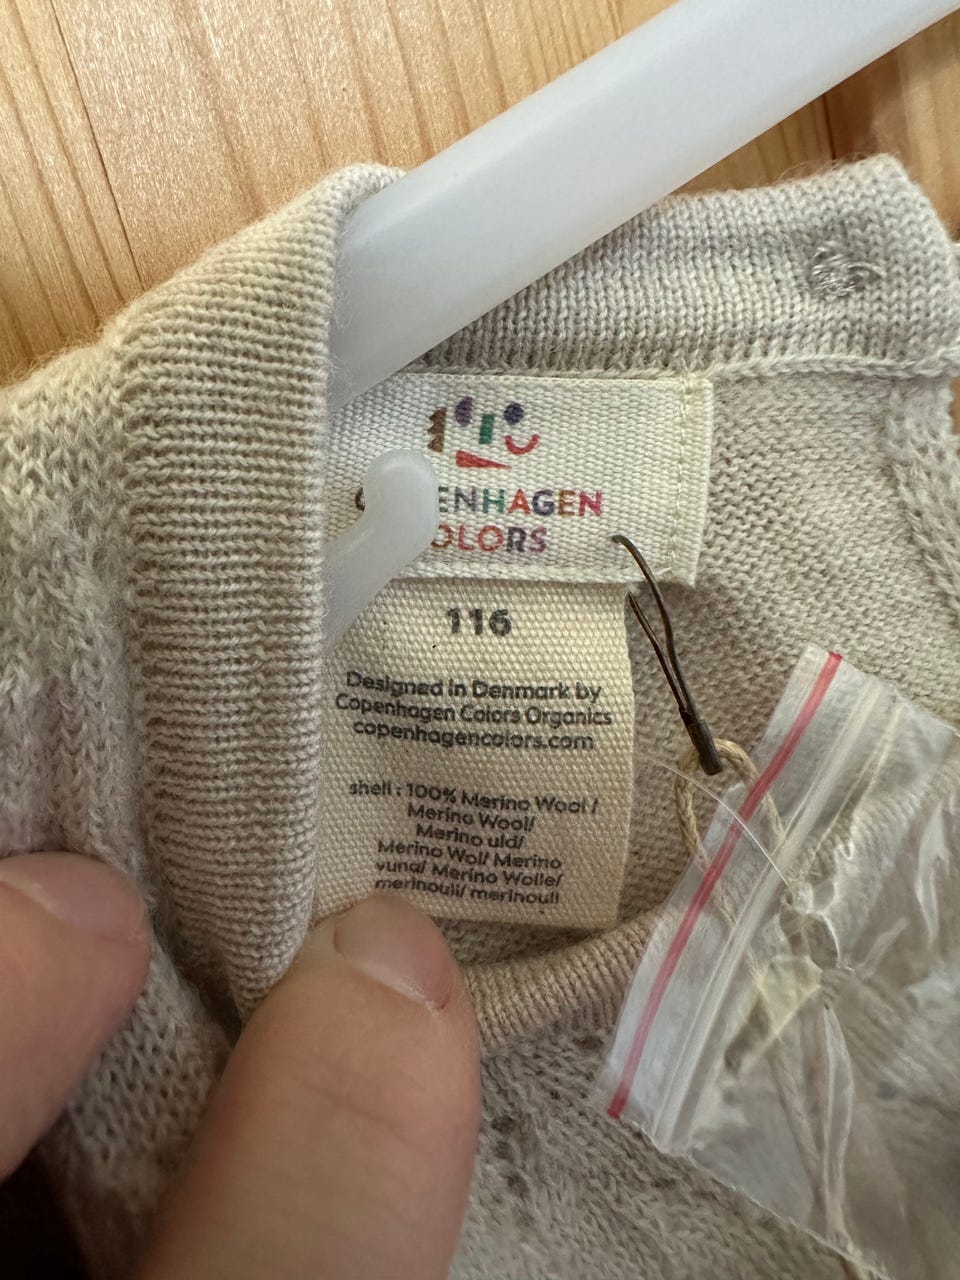 ENHAGEN
OLORS
116
Designed in Denmark by
Copenhagen Colors Organics
copenhagencolors.com
shell : 100% Merino Wool /
Merino Wool/
Merino uld/
Merino Wol/ Merino
vuna/ Merino Wolle/
merinoull/ merinoull